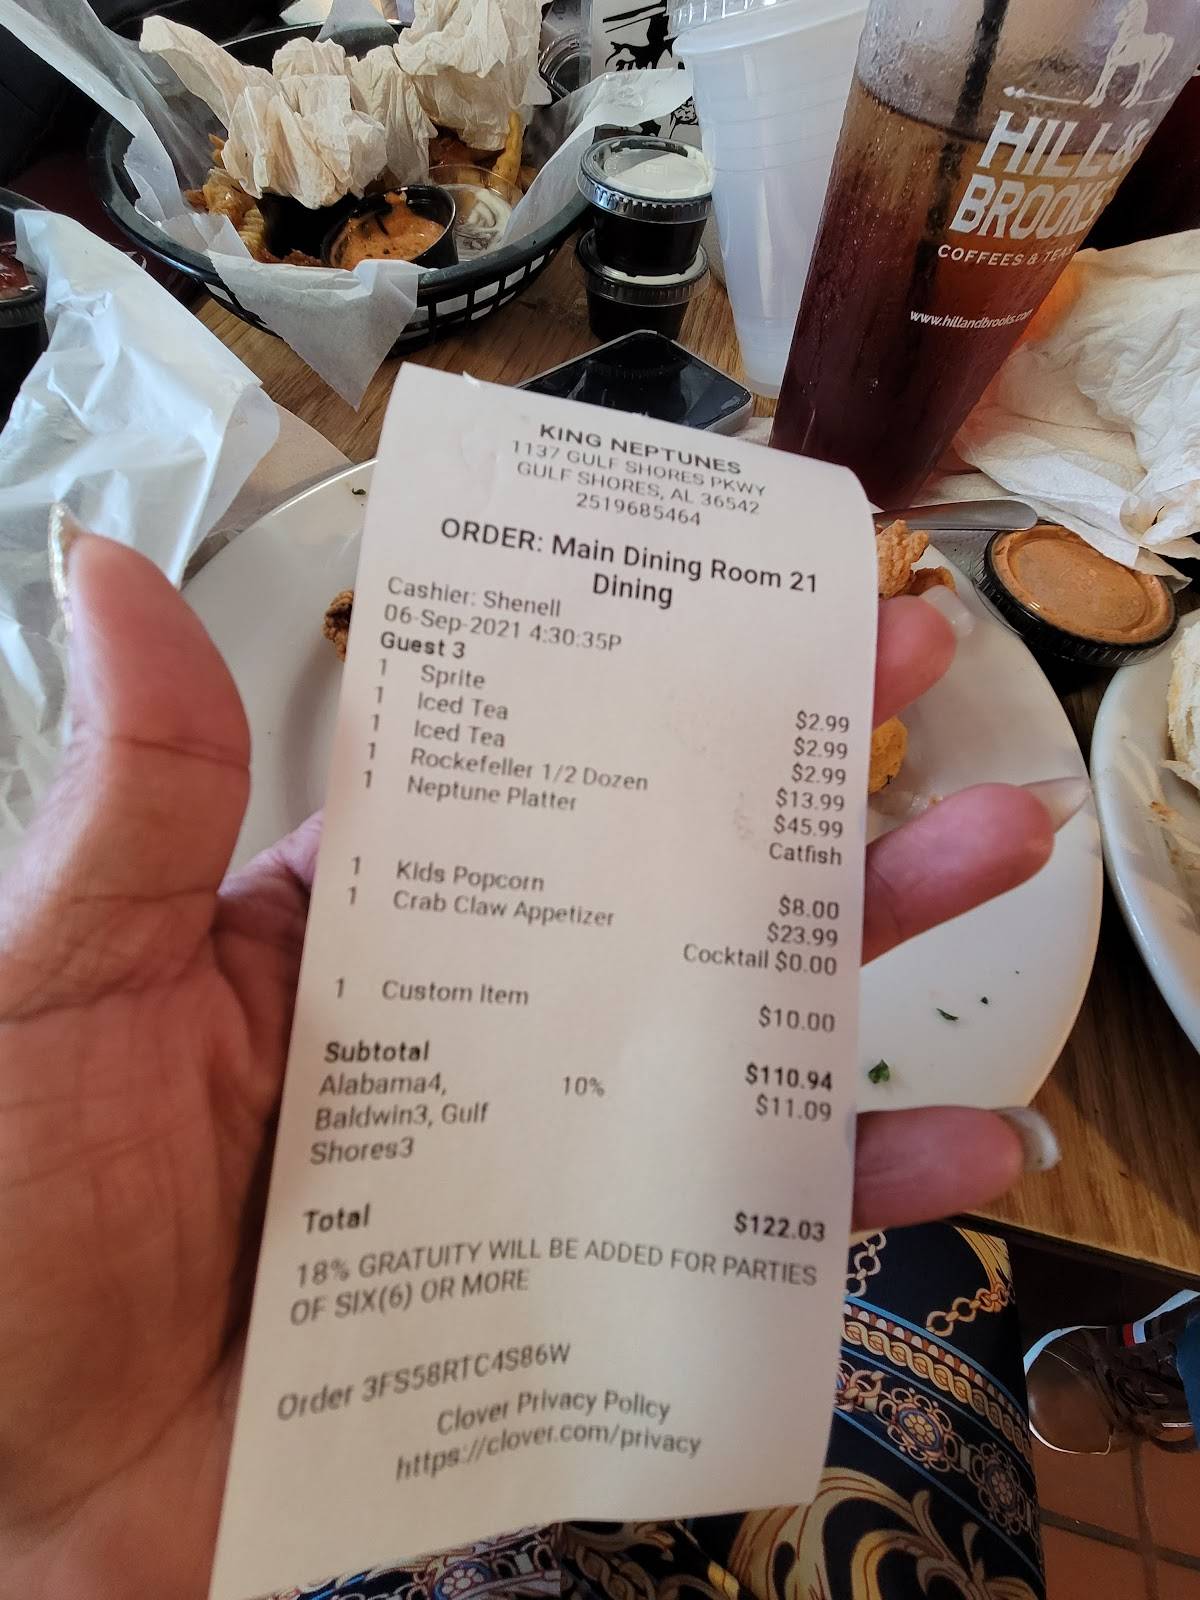 HILL &
BROOKS
COFFEES & TEAS
www.hillandbrooks.com
KING NEPTUNES
1137 GULF SHORES PKWY
GULF SHORES, AL 36542
2519685464
ORDER: Main Dining Room 21
Dining
Cashier: Shenell
06-Sep-2021 4:30:35P
Guest 3
1 Sprite $2.99
1 Iced Tea $2.99
1 Iced Tea $2.99
1 Rockefeller 1/2 Dozen $13.99
1 Neptune Platter $45.99
Catfish
1 Kids Popcorn $8.00
1 Crab Claw Appetizer $23.99
Cocktail $0.00
1 Custom Item $10.00
Subtotal $110.94
Alabama4, 10% $11.09
Baldwin3, Gulf
Shores3
Total $122.03
18% GRATUITY WILL BE ADDED FOR PARTIES
OF SIX(6) OR MORE
Order 3FS58RTC4S86W
Clover Privacy Policy
https://clover.com/privacy